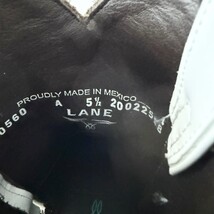 PROUDLY MADE IN MEXICO
0560 A 5½ 200225
LANE